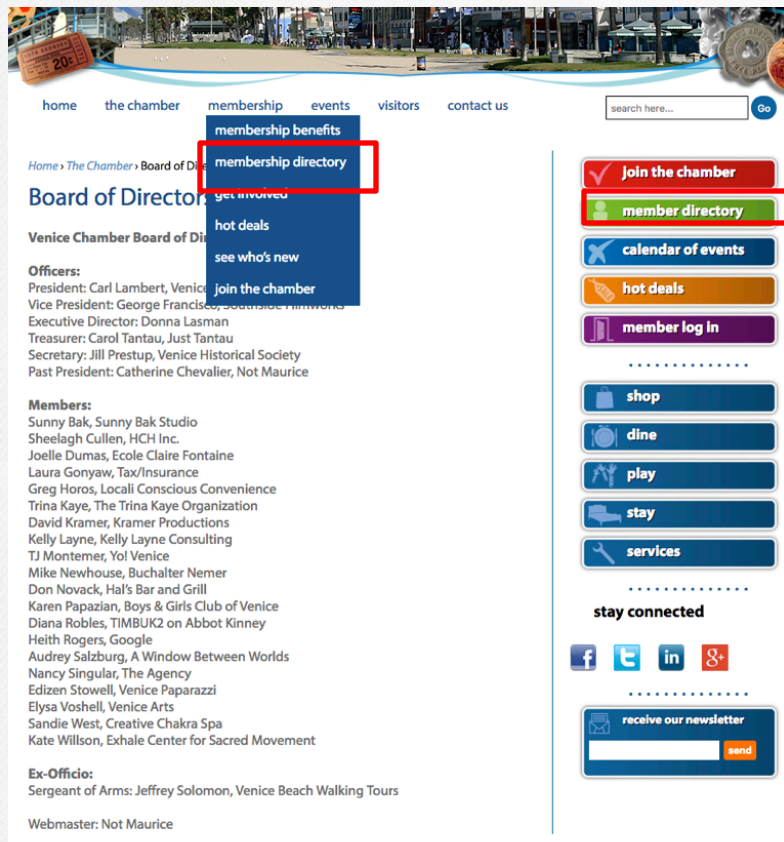 20¢
home the chamber membership events visitors contact us
search here... Go
membership benefits
membership directory
get involved
hot deals
see who's new
join the chamber
Home › The Chamber › Board of
Board of Director
Venice Chamber Board of
Officers:
President: Carl Lambert, Venice
Vice President: George Francisco, Southside Filmworks
Executive Director: Donna Lasman
Treasurer: Carol Tantau, Just Tantau
Secretary: Jill Prestup, Venice Historical Society
Past President: Catherine Chevalier, Not Maurice
Members:
Sunny Bak, Sunny Bak Studio
Sheelagh Cullen, HCH Inc.
Joelle Dumas, Ecole Claire Fontaine
Laura Gonyaw, Tax/Insurance
Greg Horos, Locali Conscious Convenience
Trina Kaye, The Trina Kaye Organization
David Kramer, Kramer Productions
Kelly Layne, Kelly Layne Consulting
TJ Montemer, Yo! Venice
Mike Newhouse, Buchalter Nemer
Don Novack, Hal's Bar and Grill
Karen Papazian, Boys & Girls Club of Venice
Diana Robles, TIMBUK2 on Abbot Kinney
Heith Rogers, Google
Audrey Salzburg, A Window Between Worlds
Nancy Singular, The Agency
Edizen Stowell, Venice Paparazzi
Elysa Voshell, Venice Arts
Sandie West, Creative Chakra Spa
Kate Willson, Exhale Center for Sacred Movement
Ex-Officio:
Sergeant of Arms: Jeffrey Solomon, Venice Beach Walking Tours
Webmaster: Not Maurice
join the chamber
member directory
calendar of events
hot deals
member log in
shop
dine
play
stay
services
stay connected
f t in g+
receive our newsletter
send